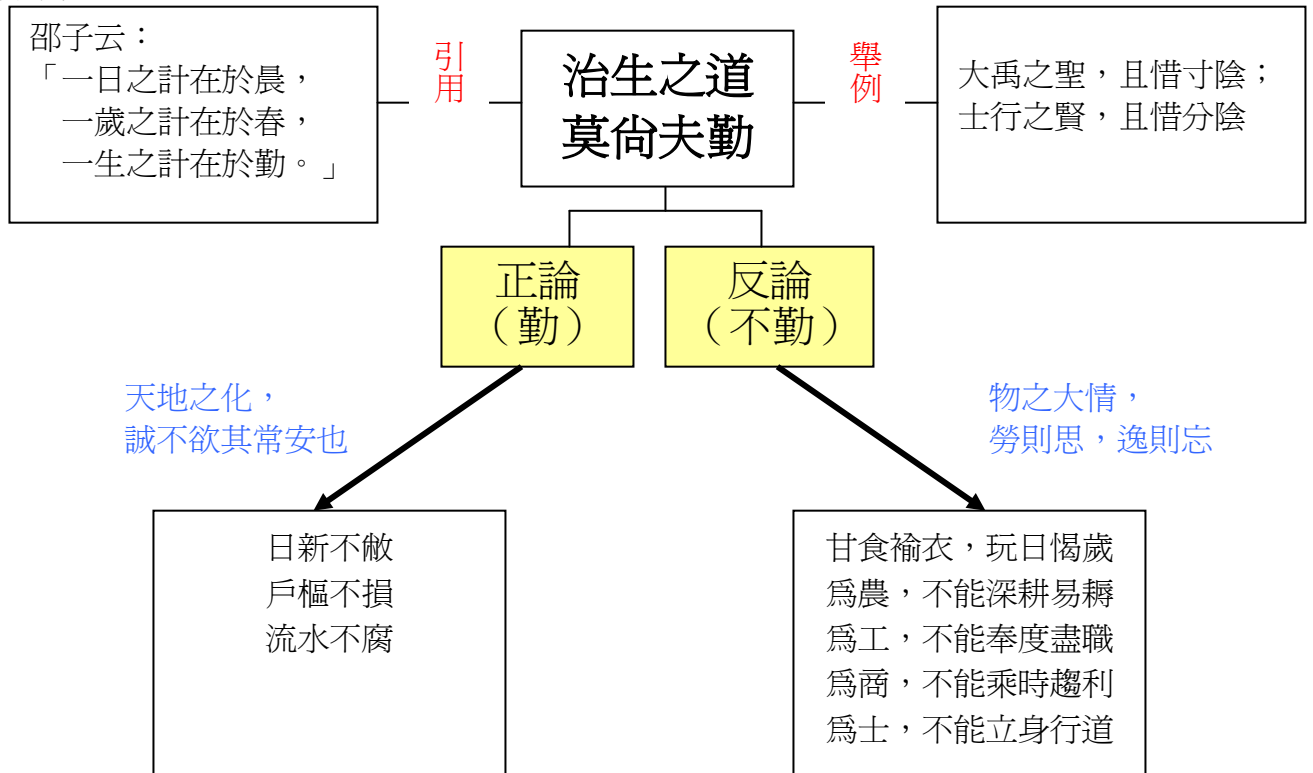 邵子云：
「一日之計在於晨，
一歲之計在於春，
一生之計在於勤。」
引用
治生之道
莫尚夫勤
舉例
大禹之聖，且惜寸陰；
士行之賢，且惜分陰
正論
（勤）
反論
（不勤）
天地之化，
誠不欲其常安也
物之大情，
勞則思，逸則忘
日新不敝
戶樞不損
流水不腐
甘食褕衣，玩日愒歲
為農，不能深耕易耨
為工，不能奉度盡職
為商，不能乘時趨利
為士，不能立身行道